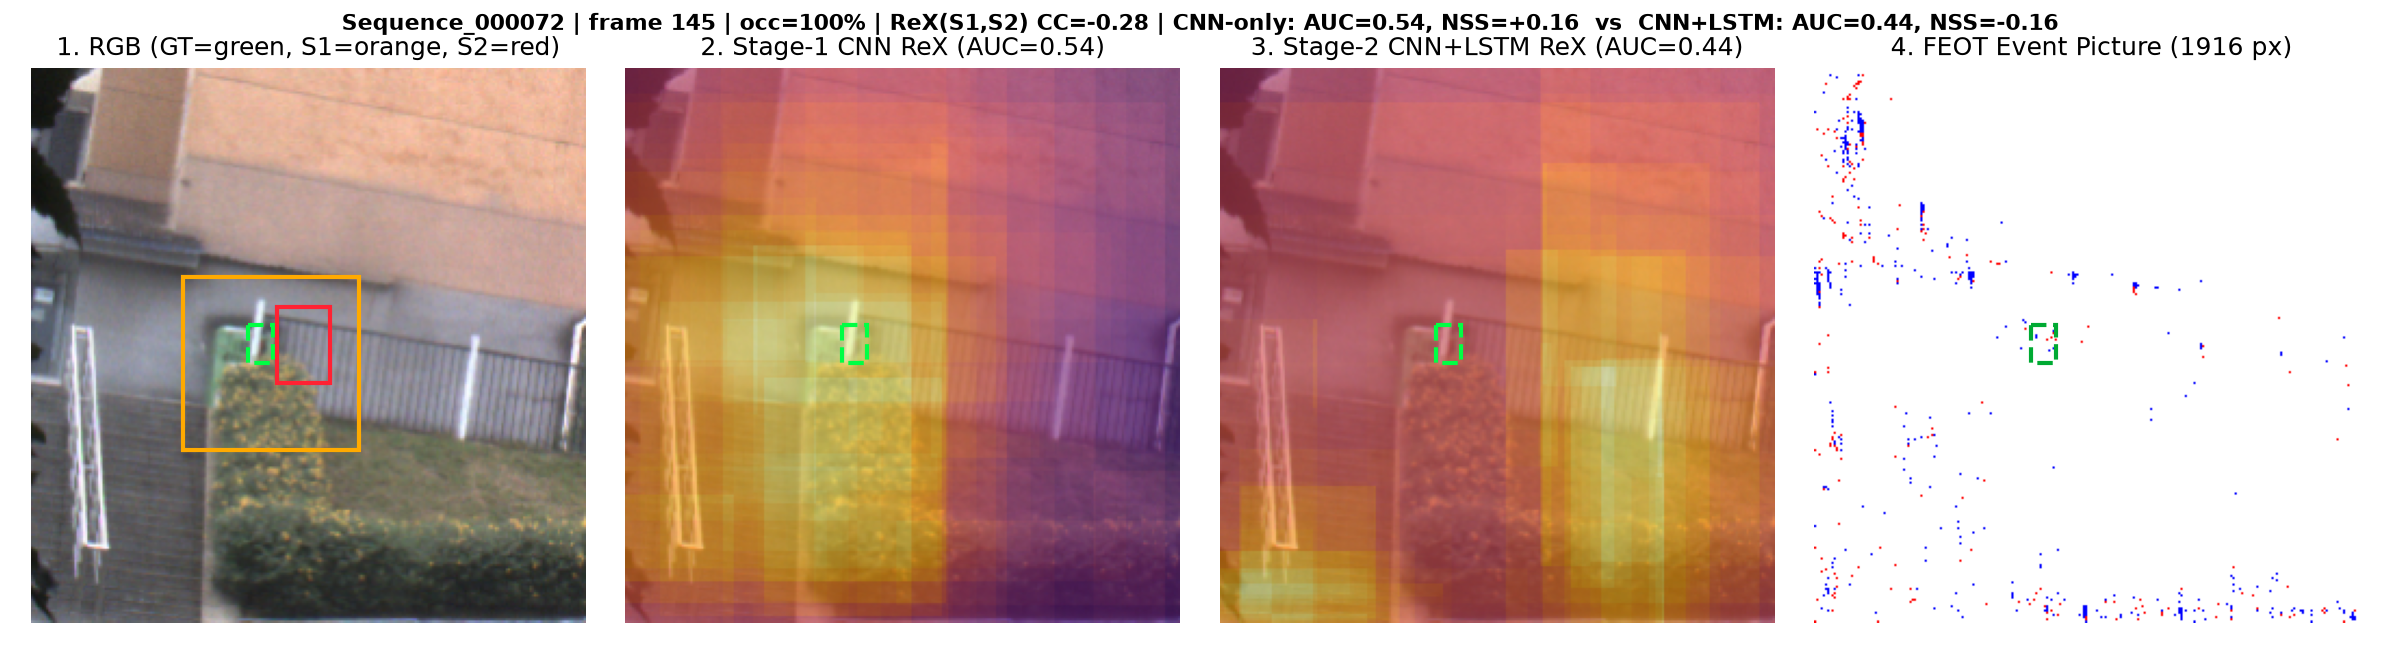 Sequence_000072 | frame 145 | occ=100% | ReX(S1,S2) CC=-0.28 | CNN-only: AUC=0.54, NSS=+0.16 vs CNN+LSTM: AUC=0.44, NSS=-0.16
1. RGB (GT=green, S1=orange, S2=red)
2. Stage-1 CNN ReX (AUC=0.54)
3. Stage-2 CNN+LSTM ReX (AUC=0.44)
4. FEOT Event Picture (1916 px)